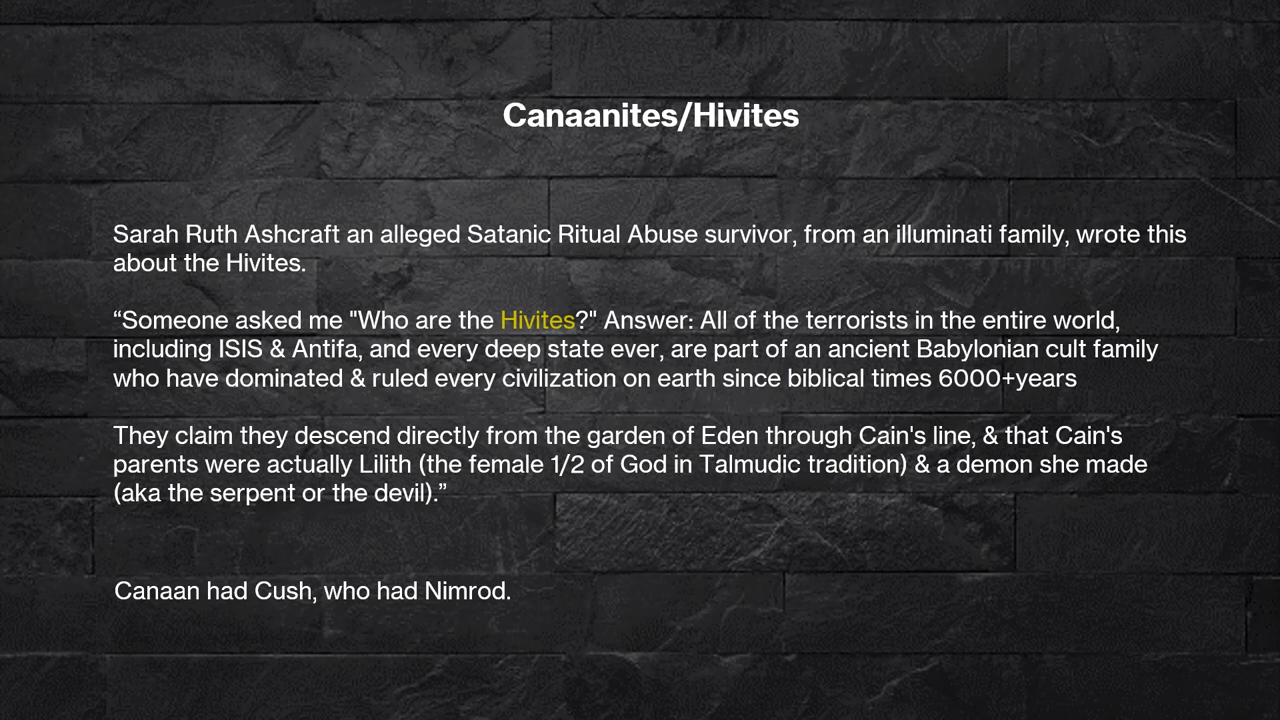 Canaanites/Hivites
Sarah Ruth Ashcraft an alleged Satanic Ritual Abuse survivor, from an illuminati family, wrote this
about the Hivites.
“Someone asked me "Who are the Hivites?" Answer: All of the terrorists in the entire world,
including ISIS & Antifa, and every deep state ever, are part of an ancient Babylonian cult family
who have dominated & ruled every civilization on earth since biblical times 6000+years
They claim they descend directly from the garden of Eden through Cain's line, & that Cain's
parents were actually Lilith (the female 1/2 of God in Talmudic tradition) & a demon she made
(aka the serpent or the devil).”
Canaan had Cush, who had Nimrod.